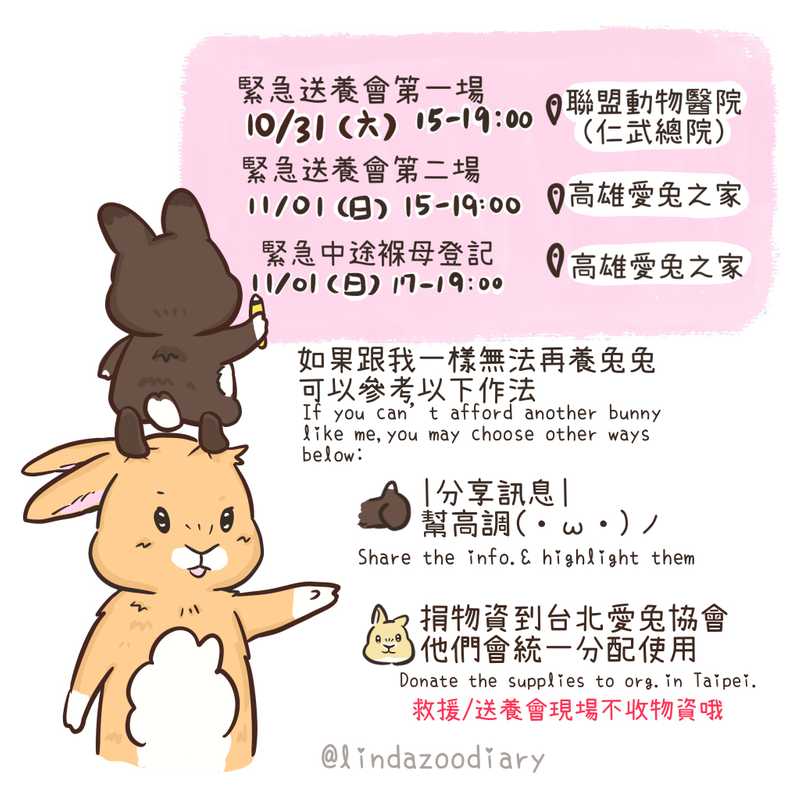 緊急送養會第一場
10/31 (六) 15-19:00
聯盟動物醫院
(仁武總院)
緊急送養會第二場
11/01 (日) 15-19:00
高雄愛兔之家
緊急中途褓母登記
11/01 (日) 17-19:00
高雄愛兔之家
如果跟我一樣無法再養兔兔
可以參考以下作法
If you can't afford another bunny
like me,you may choose other ways
below:
|分享訊息|
幫高調(・ω・)ノ
Share the info.& highlight them
捐物資到台北愛兔協會
他們會統一分配使用
Donate the supplies to org.in Taipei.
救援/送養會現場不收物資哦
@lindazoodiary